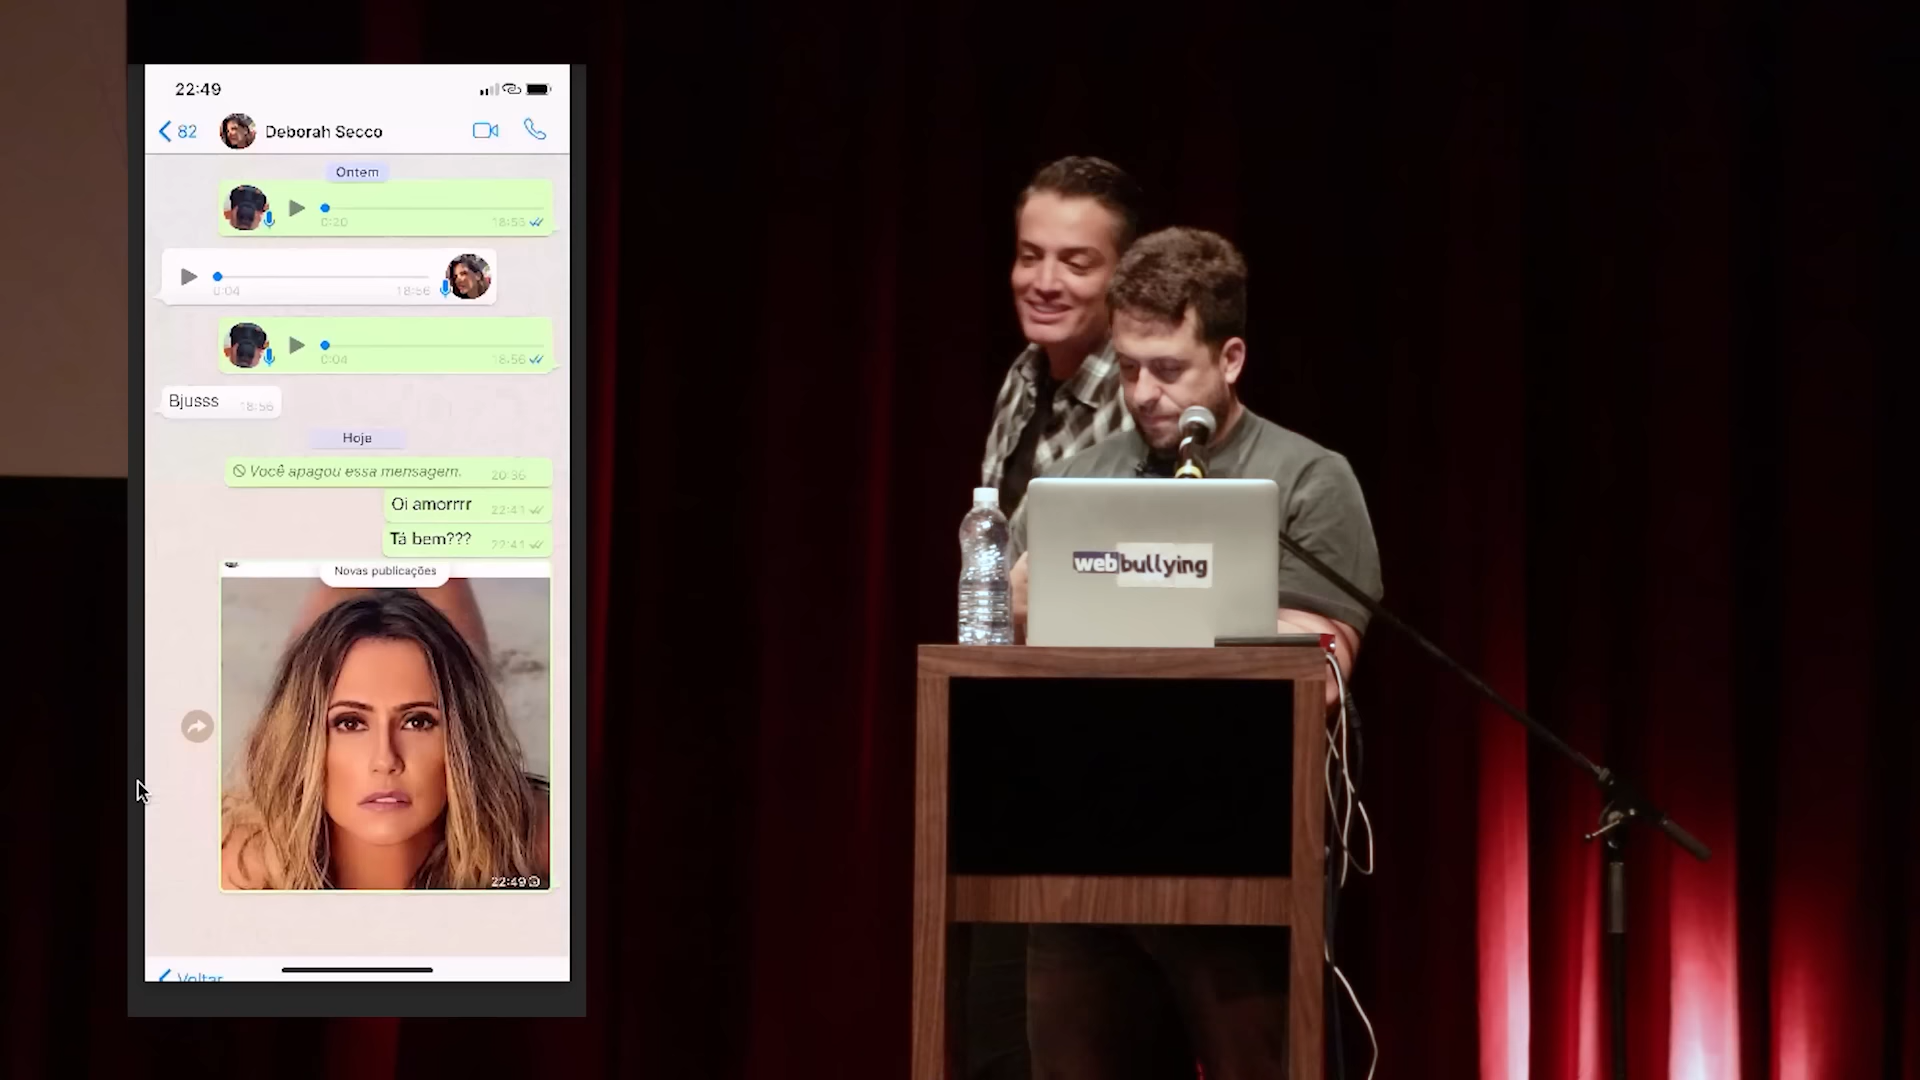 22:49
82
Deborah Secco
Ontem
0:20
18:56
0:04
18:56
0:04
18:56
Bjusss
18:56
Hoje
Você apagou essa mensagem.
20:36
Oi amorrrr
22:41
Tá bem???
22:41
Novas publicações
22:49
Voltar
webbullying